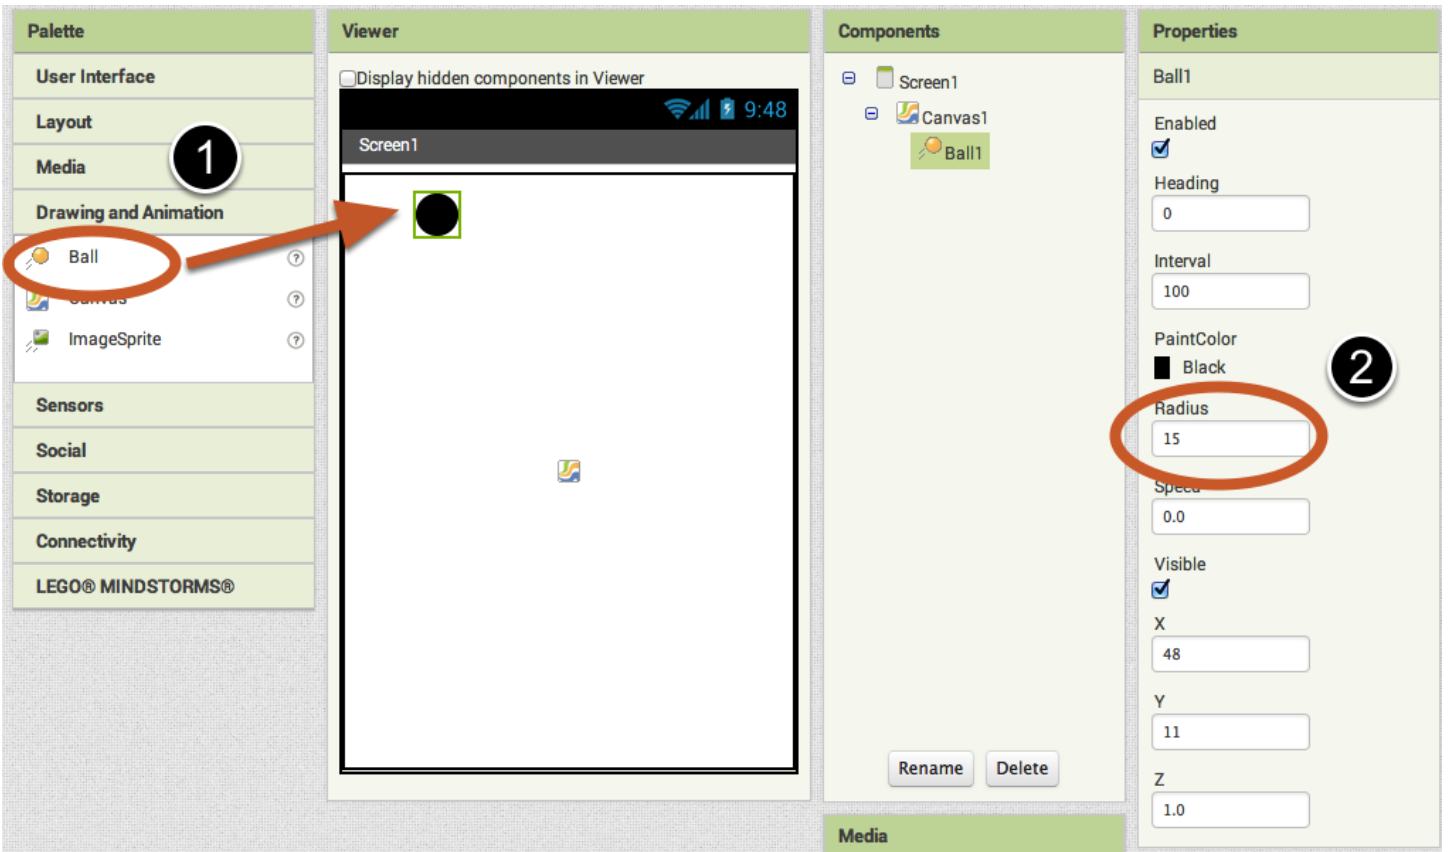 Palette
User Interface
Layout
Media
1
Drawing and Animation
Ball
?
Canvas
?
ImageSprite
?
Sensors
Social
Storage
Connectivity
LEGO® MINDSTORMS®
Viewer
Display hidden components in Viewer
9:48
Screen1
Components
Screen1
Canvas1
Ball1
Rename Delete
Media
Properties
Ball1
Enabled
Heading
0
Interval
100
PaintColor
Black
2
Radius
15
Speed
0.0
Visible
X
48
Y
11
Z
1.0